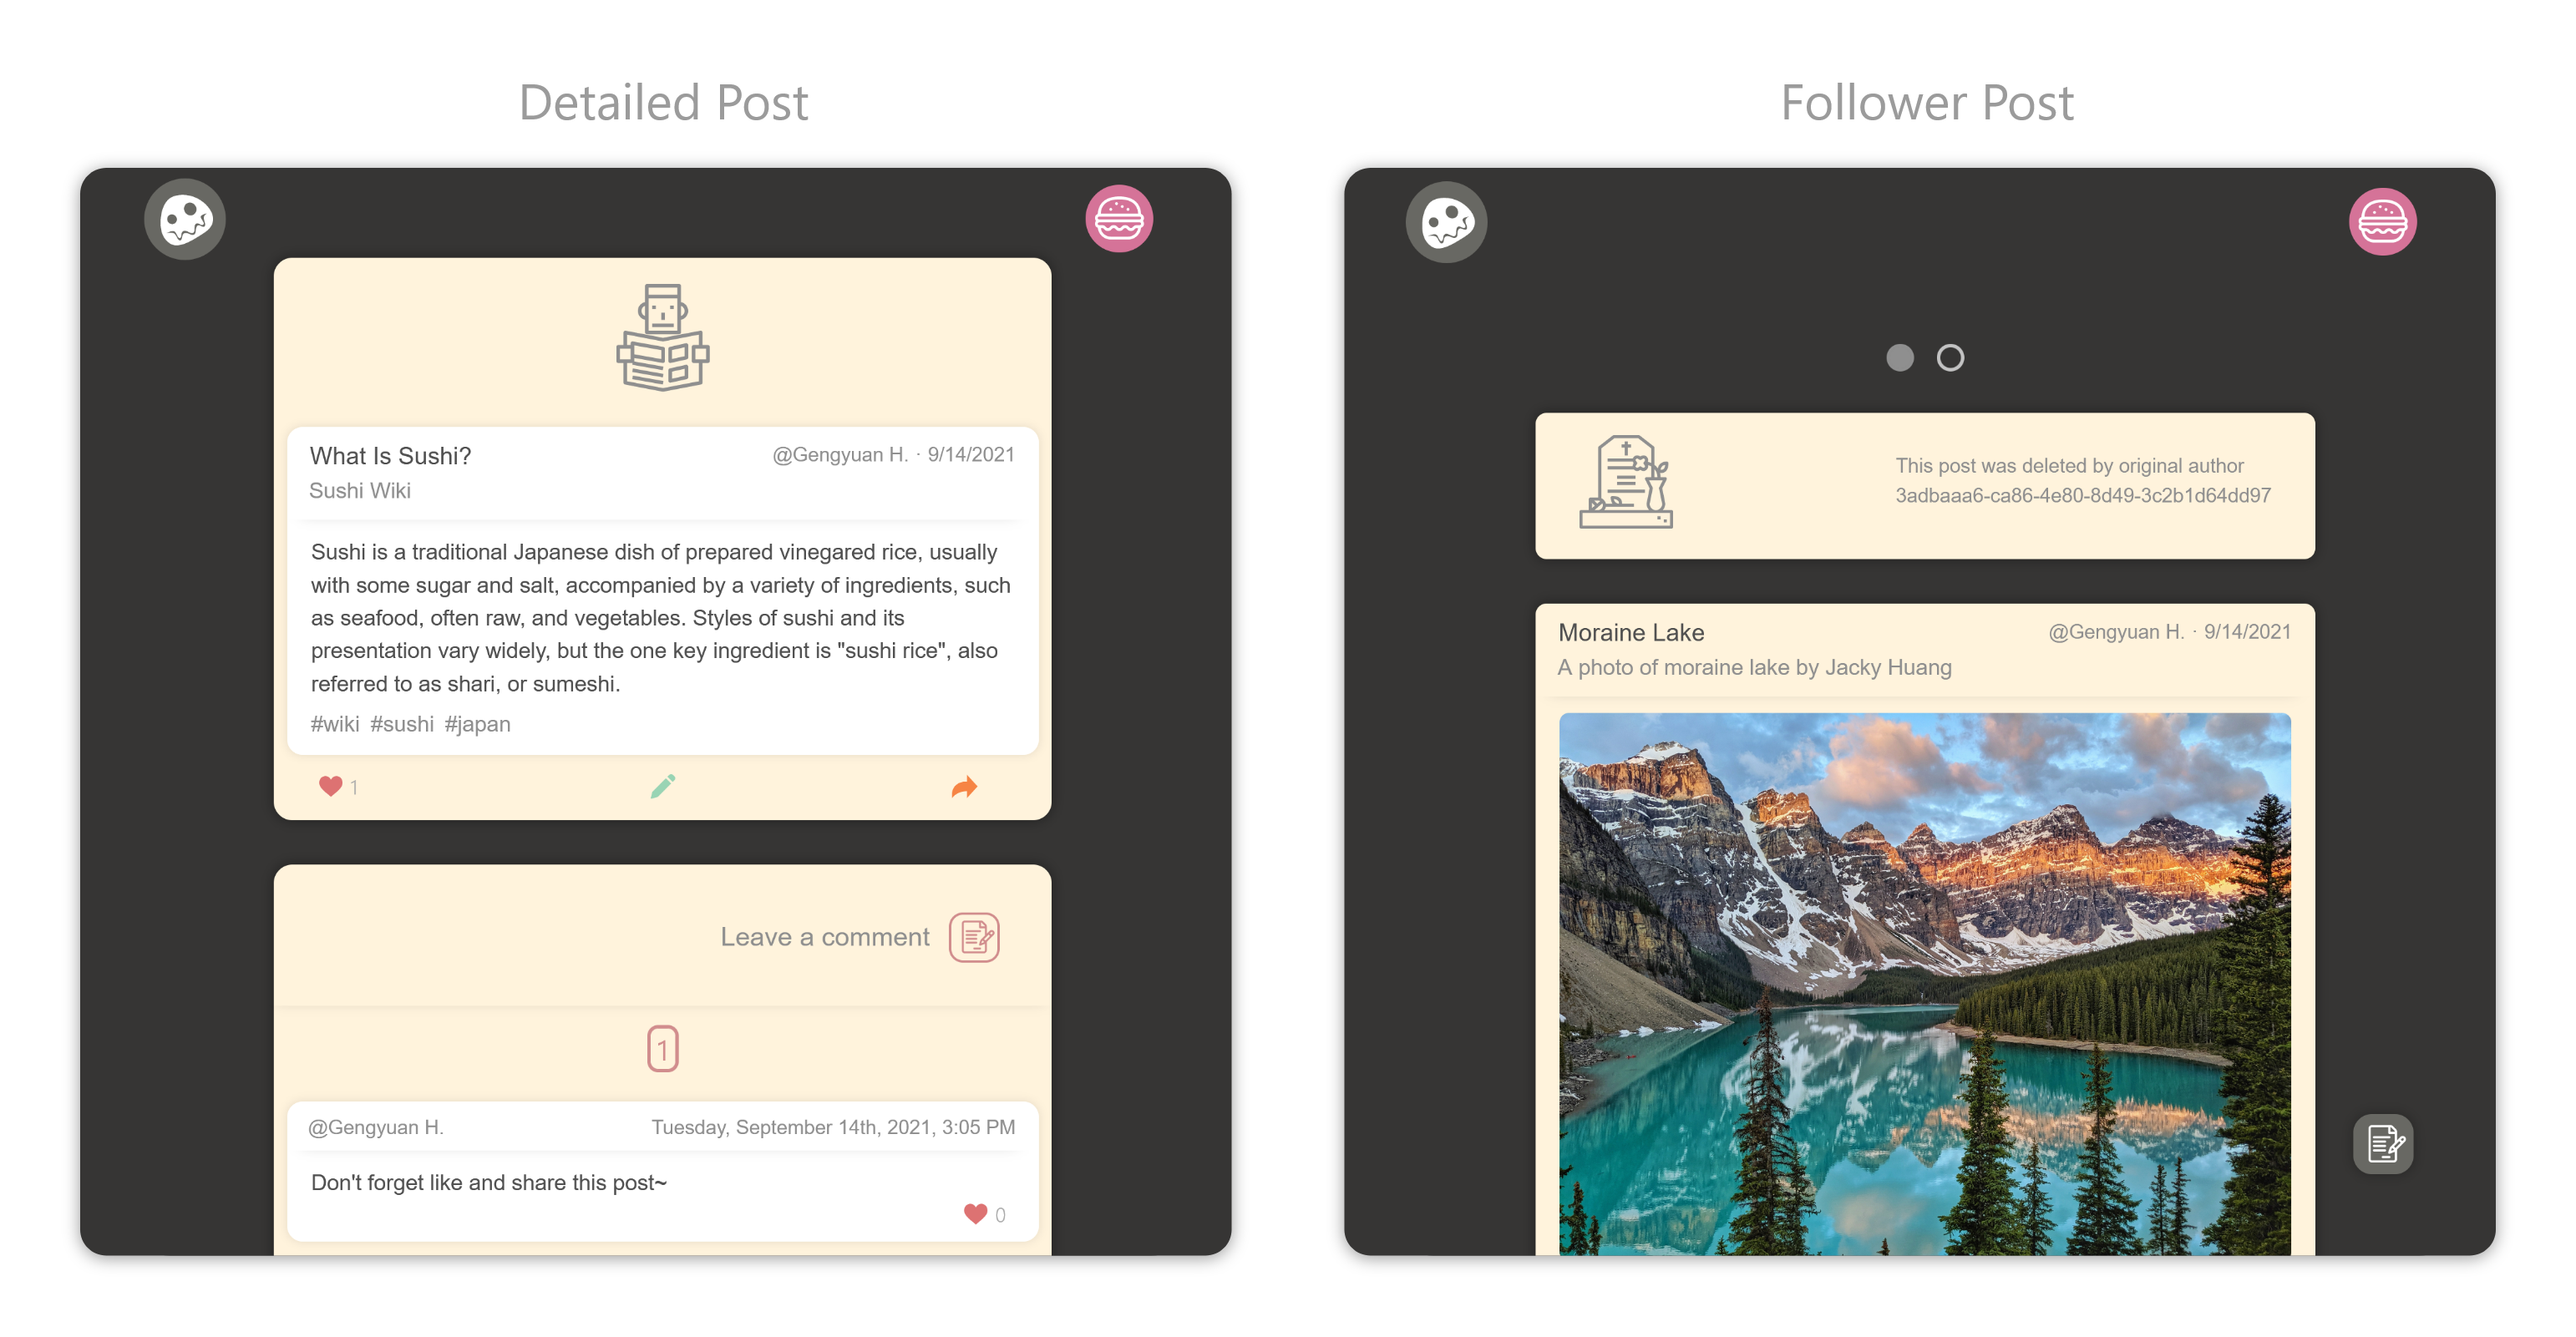 Detailed Post
What Is Sushi?
@Gengyuan H. · 9/14/2021
Sushi Wiki
Sushi is a traditional Japanese dish of prepared vinegared rice, usually
with some sugar and salt, accompanied by a variety of ingredients, such
as seafood, often raw, and vegetables. Styles of sushi and its
presentation vary widely, but the one key ingredient is "sushi rice", also
referred to as shari, or sumeshi.
#wiki #sushi #japan
1
Leave a comment
1
@Gengyuan H.
Tuesday, September 14th, 2021, 3:05 PM
Don't forget like and share this post~
0
Follower Post
This post was deleted by original author
3adbaaa6-ca86-4e80-8d49-3c2b1d64dd97
Moraine Lake
@Gengyuan H. · 9/14/2021
A photo of moraine lake by Jacky Huang